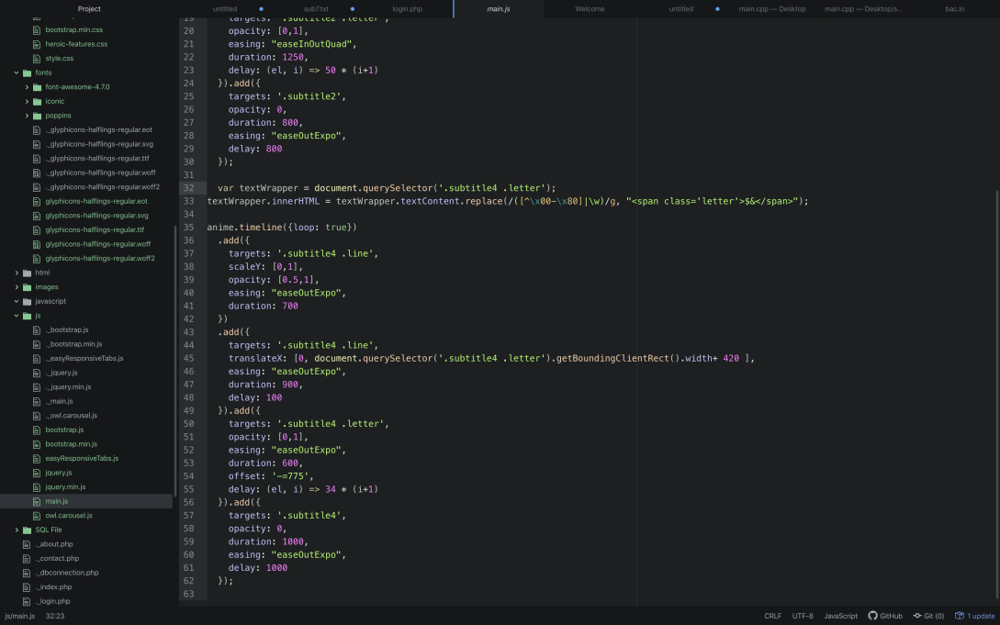 Project
untitled
sub7.txt
login.php
main.js
Welcome
untitled
main.cpp — Desktop
main.cpp — Desktop/s...
bac.in
bootstrap.min.css
heroic-features.css
style.css
fonts
font-awesome-4.7.0
iconic
poppins
._glyphicons-halflings-regular.eot
._glyphicons-halflings-regular.svg
._glyphicons-halflings-regular.ttf
._glyphicons-halflings-regular.woff
._glyphicons-halflings-regular.woff2
glyphicons-halflings-regular.eot
glyphicons-halflings-regular.svg
glyphicons-halflings-regular.ttf
glyphicons-halflings-regular.woff
glyphicons-halflings-regular.woff2
html
images
javascript
js
._bootstrap.js
._bootstrap.min.js
._easyResponsiveTabs.js
._jquery.js
._jquery.min.js
._main.js
._owl.carousel.js
bootstrap.js
bootstrap.min.js
easyResponsiveTabs.js
jquery.js
jquery.min.js
main.js
owl.carousel.js
SQL File
._about.php
._contact.php
._dbconnection.php
._index.php
._login.php
19     targets: '.subtitle2 .letter',
20     opacity: [0,1],
21     easing: "easeInOutQuad",
22     duration: 1250,
23     delay: (el, i) => 50 * (i+1)
24   }).add({
25     targets: '.subtitle2',
26     opacity: 0,
27     duration: 800,
28     easing: "easeOutExpo",
29     delay: 800
30   });
31
32   var textWrapper = document.querySelector('.subtitle4 .letter');
33 textWrapper.innerHTML = textWrapper.textContent.replace(/([^\x00-\x80]|\w)/g, "<span class='letter'>$&</span>");
34
35 anime.timeline({loop: true})
36   .add({
37     targets: '.subtitle4 .line',
38     scaleY: [0,1],
39     opacity: [0.5,1],
40     easing: "easeOutExpo",
41     duration: 700
42   })
43   .add({
44     targets: '.subtitle4 .line',
45     translateX: [0, document.querySelector('.subtitle4 .letter').getBoundingClientRect().width+ 420 ],
46     easing: "easeOutExpo",
47     duration: 900,
48     delay: 100
49   }).add({
50     targets: '.subtitle4 .letter',
51     opacity: [0,1],
52     easing: "easeOutExpo",
53     duration: 600,
54     offset: '-=775',
55     delay: (el, i) => 34 * (i+1)
56   }).add({
57     targets: '.subtitle4',
58     opacity: 0,
59     duration: 1000,
60     easing: "easeOutExpo",
61     delay: 1000
62   });
63
js/main.js 32:23
CRLF UTF-8 JavaScript GitHub Git (0) 1 update